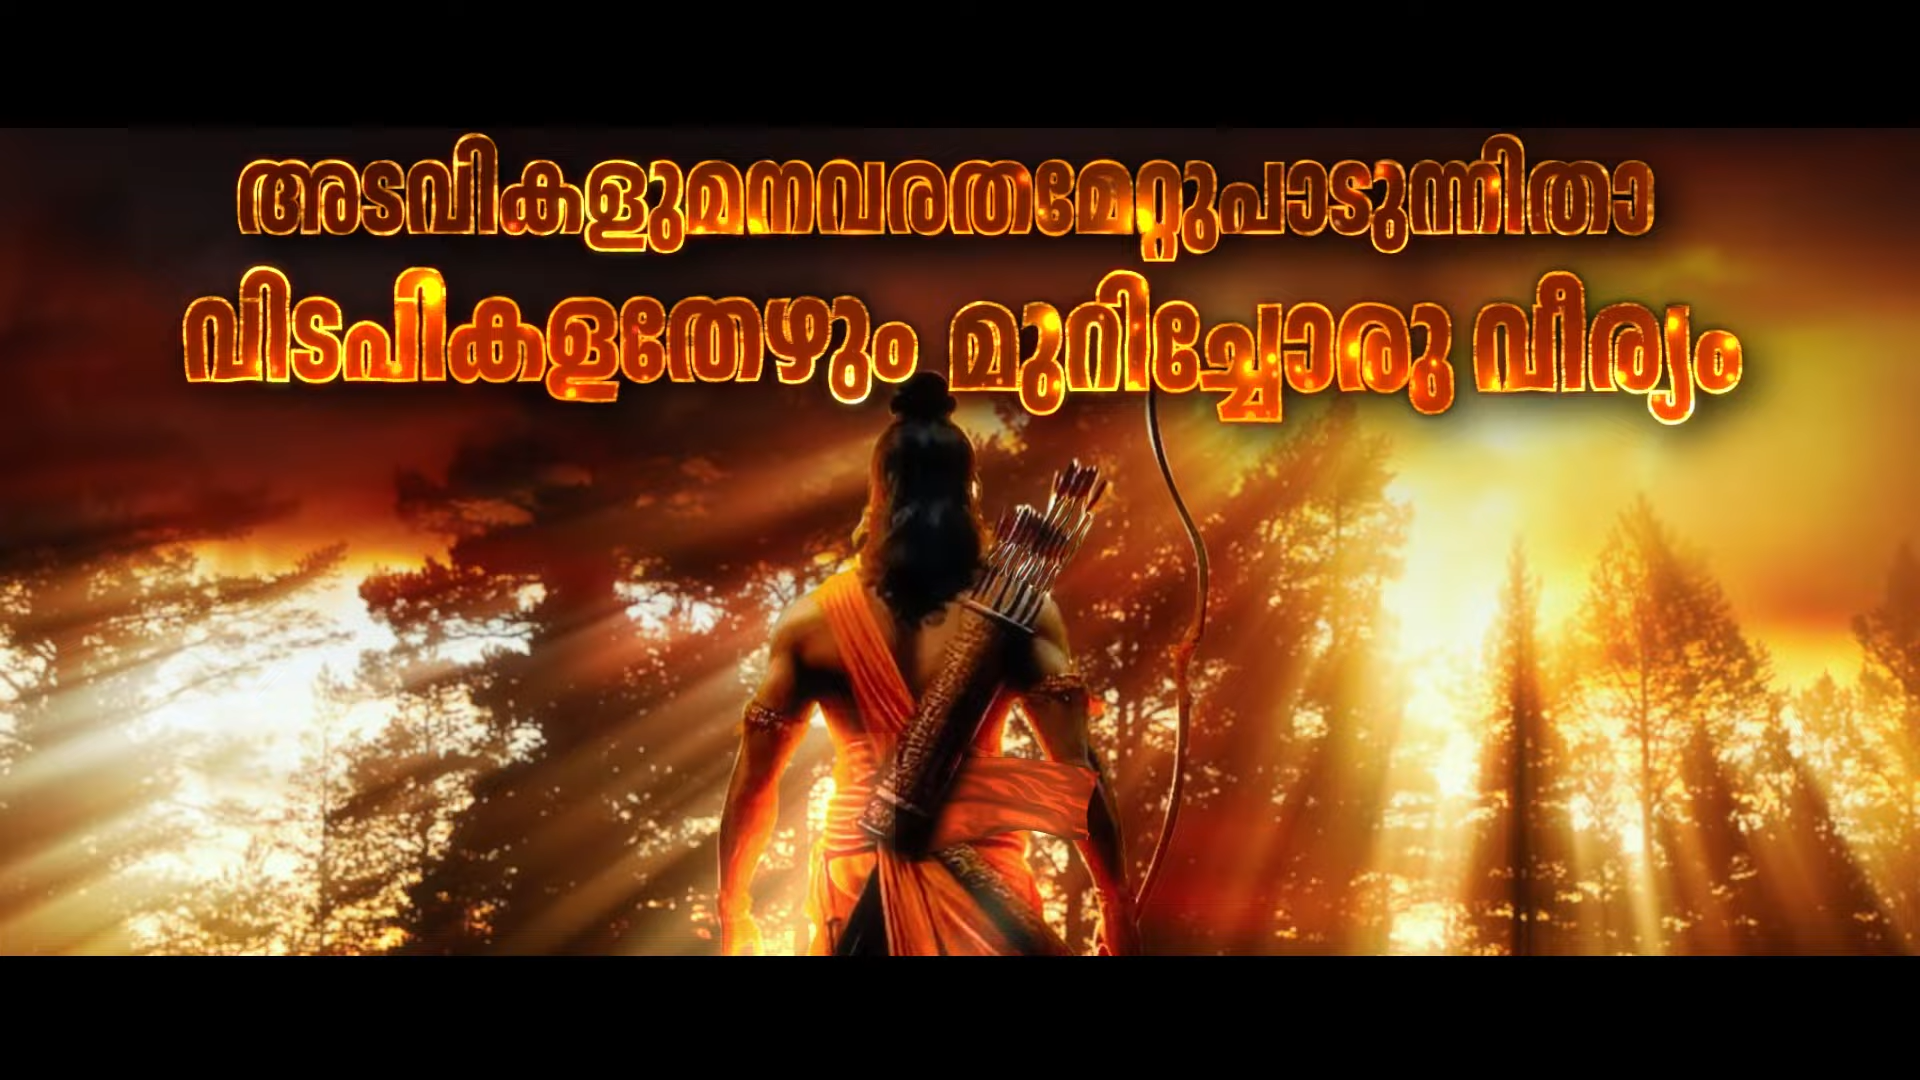 അടവികളുമനവരതമേറ്റുപാടുന്നിതാ
വിടപികളതേഴും മുറിച്ചോരു വീര്യം